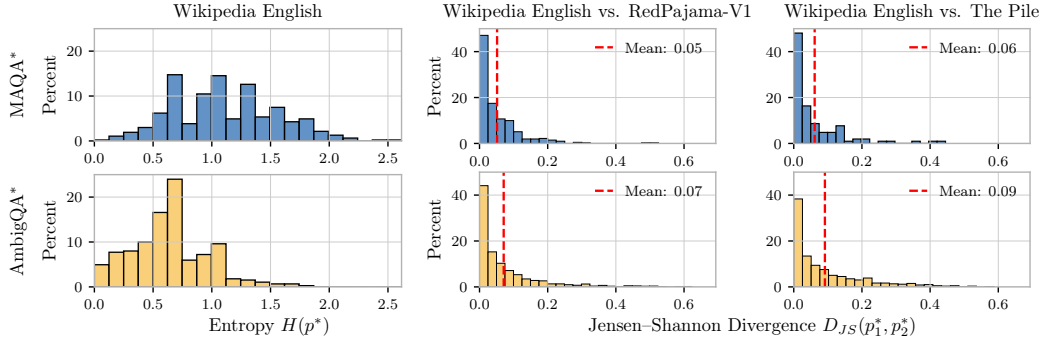 Wikipedia English
Wikipedia English vs. RedPajama-V1
Wikipedia English vs. The Pile
MAQA*
Percent
20
10
0
0.0 0.5 1.0 1.5 2.0 2.5
Percent
40
20
0
Mean: 0.05
0.0 0.2 0.4 0.6
Percent
40
20
0
Mean: 0.06
0.0 0.2 0.4 0.6
AmbigQA*
Percent
20
10
0
0.0 0.5 1.0 1.5 2.0 2.5
Percent
40
20
0
Mean: 0.07
0.0 0.2 0.4 0.6
40
20
0
Mean: 0.09
0.0 0.2 0.4 0.6
Entropy H(p*)
Jensen–Shannon Divergence D_JS(p*_1, p*_2)